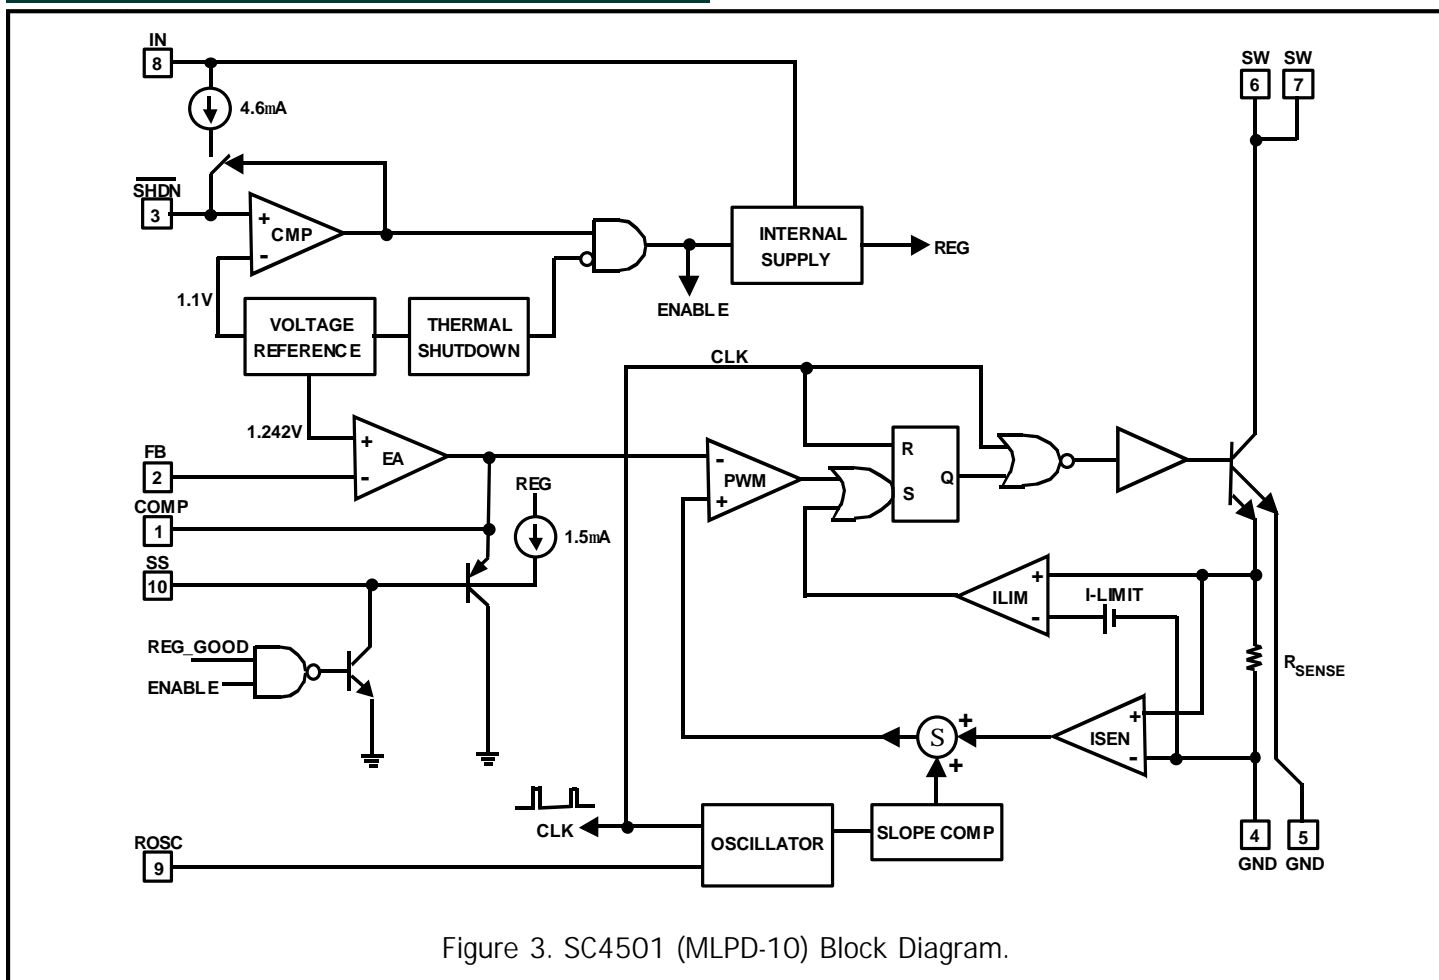 IN
8
4.6mA
SHDN
3
+
CMP
-
1.1V
VOLTAGE
REFERENCE
THERMAL
SHUTDOWN
ENABLE
INTERNAL
SUPPLY
REG
SW
6
SW
7
CLK
1.242V
FB
2
+
EA
-
COMP
1
REG
1.5mA
SS
10
-
PWM
+
R
S
Q
+
ILIM
-
I-LIMIT
R SENSE
REG_GOOD
ENABLE
S
+
+
+
ISEN
-
CLK
OSCILLATOR
SLOPE COMP
ROSC
9
4
GND
5
GND
Figure 3. SC4501 (MLPD-10) Block Diagram.